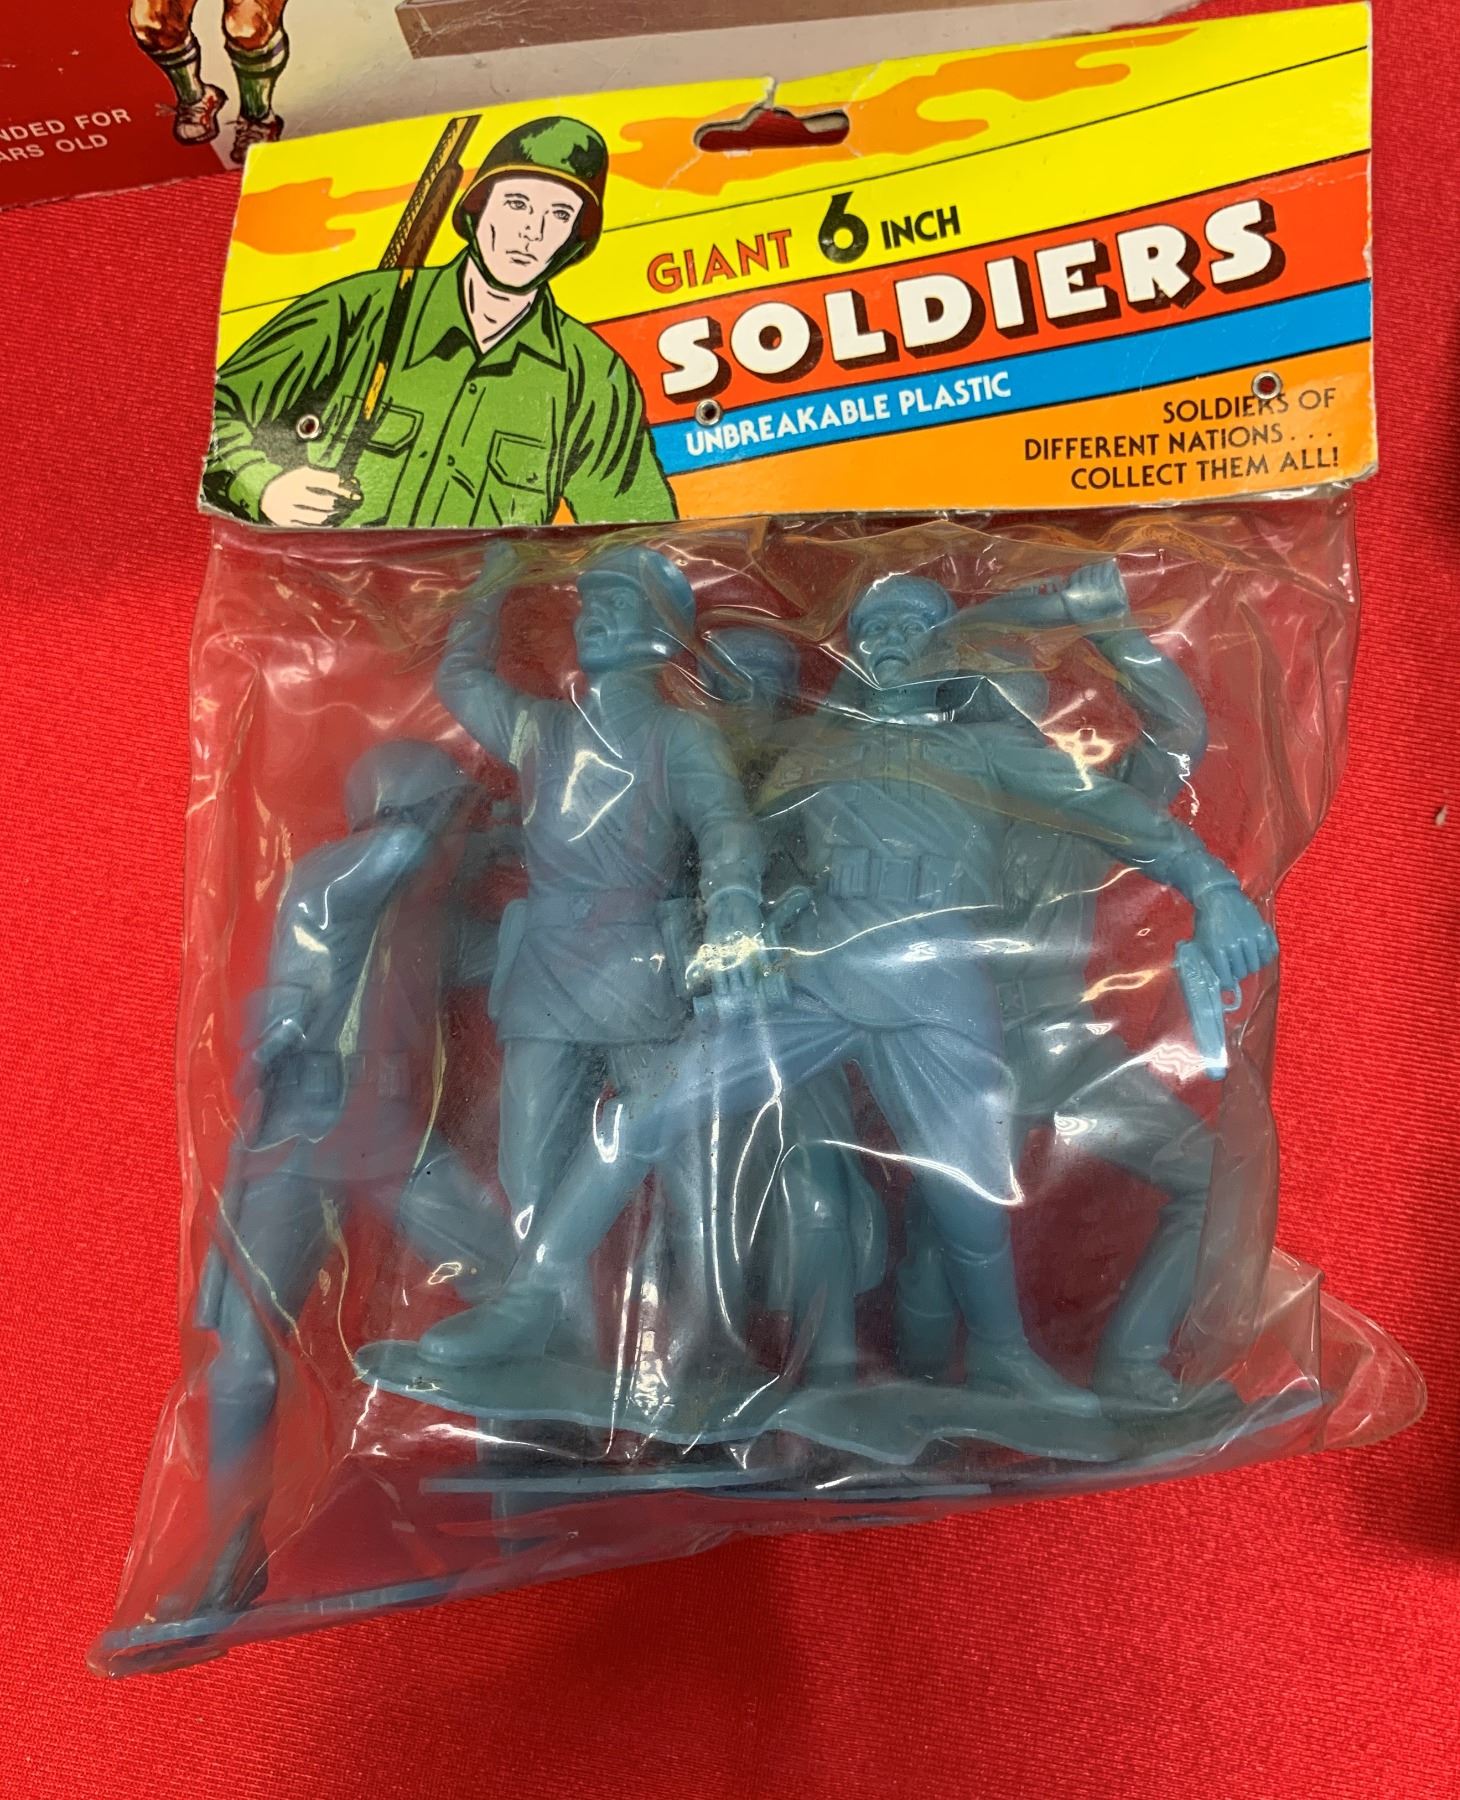 NDED FOR
ARS OLD
GIANT 6 INCH
SOLDIERS
UNBREAKABLE PLASTIC
SOLDIERS OF
DIFFERENT NATIONS...
COLLECT THEM ALL!